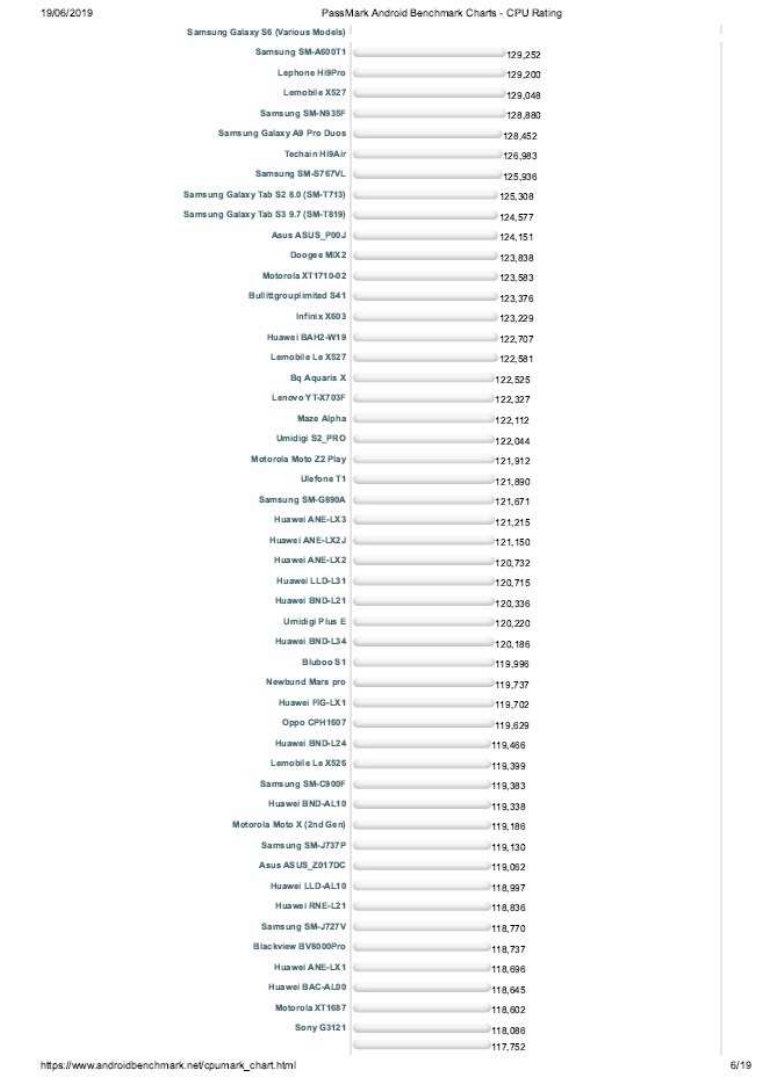 19/06/2019 PassMark Android Benchmark Charts - CPU Rating
Samsung Galaxy S6 (Various Models)
Samsung SM-A600T1 129,252
Lephone Hi9Pro 129,200
Lemobile X527 129,048
Samsung SM-N935F 128,880
Samsung Galaxy A9 Pro Duos 128,452
Techain Hi9Air 126,983
Samsung SM-S767VL 125,936
Samsung Galaxy Tab S2 8.0 (SM-T713) 125,308
Samsung Galaxy Tab S3 9.7 (SM-T819) 124,577
Asus ASUS_P00J 124,151
Doogee MIX2 123,838
Motorola XT1710-02 123,583
Bullittgrouplimited S41 123,376
Infinix X603 123,229
Huawei BAH2-W19 122,707
Lemobile Le X527 122,581
Bq Aquaris X 122,525
Lenovo YT-X703F 122,327
Maze Alpha 122,112
Umidigi S2_PRO 122,044
Motorola Moto Z2 Play 121,912
Ulefone T1 121,890
Samsung SM-G890A 121,671
Huawei ANE-LX3 121,215
Huawei ANE-LX2J 121,150
Huawei ANE-LX2 120,732
Huawei LLD-L31 120,715
Huawei BND-L21 120,336
Umidigi Plus E 120,220
Huawei BND-L34 120,186
Bluboo S1 119,996
Newbund Mars pro 119,737
Huawei FIG-LX1 119,702
Oppo CPH1607 119,629
Huawei BND-L24 119,466
Lemobile Le X526 119,399
Samsung SM-C900F 119,383
Huawei BND-AL10 119,338
Motorola Moto X (2nd Gen) 119,186
Samsung SM-J737P 119,130
Asus ASUS_Z017DC 119,062
Huawei LLD-AL10 118,997
Huawei RNE-L21 118,836
Samsung SM-J727V 118,770
Blackview BV8000Pro 118,737
Huawei ANE-LX1 118,696
Huawei BAC-AL00 118,645
Motorola XT1687 118,602
Sony G3121 118,086
117,752
https://www.androidbenchmark.net/cpumark_chart.html 6/19